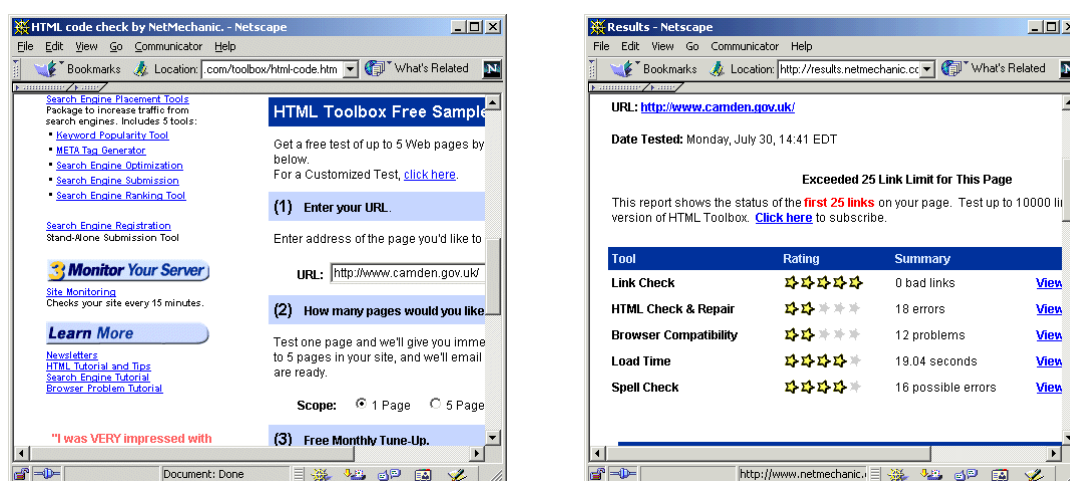 HTML code check by NetMechanic. - Netscape
File Edit View Go Communicator Help
Bookmarks Location: .com/toolbox/html-code.htm What's Related
Search Engine Placement Tools
Package to increase traffic from
search engines. Includes 5 tools:
Keyword Popularity Tool
META Tag Generator
Search Engine Optimization
Search Engine Submission
Search Engine Ranking Tool
Search Engine Registration
Stand-Alone Submission Tool
3 Monitor Your Server
Site Monitoring
Checks your site every 15 minutes.
Learn More
Newsletters
HTML Tutorial and Tips
Search Engine Tutorial
Browser Problem Tutorial
"I was VERY impressed with
HTML Toolbox Free Sample
Get a free test of up to 5 Web pages by
below.
For a Customized Test, click here.
(1) Enter your URL.
Enter address of the page you'd like to
URL: http://www.camden.gov.uk/
(2) How many pages would you like
Test one page and we'll give you imme
to 5 pages in your site, and we'll email
are ready.
Scope: 1 Page 5 Page
(3) Free Monthly Tune-Up.
Document: Done
Results - Netscape
File Edit View Go Communicator Help
Bookmarks Location: http://results.netmechanic.cc What's Related
URL: http://www.camden.gov.uk/
Date Tested: Monday, July 30, 14:41 EDT
Exceeded 25 Link Limit for This Page
This report shows the status of the first 25 links on your page. Test up to 10000 li
version of HTML Toolbox. Click here to subscribe.
Tool Rating Summary
Link Check 0 bad links View
HTML Check & Repair 18 errors View
Browser Compatibility 12 problems View
Load Time 19.04 seconds View
Spell Check 16 possible errors View
http://www.netmechanic.